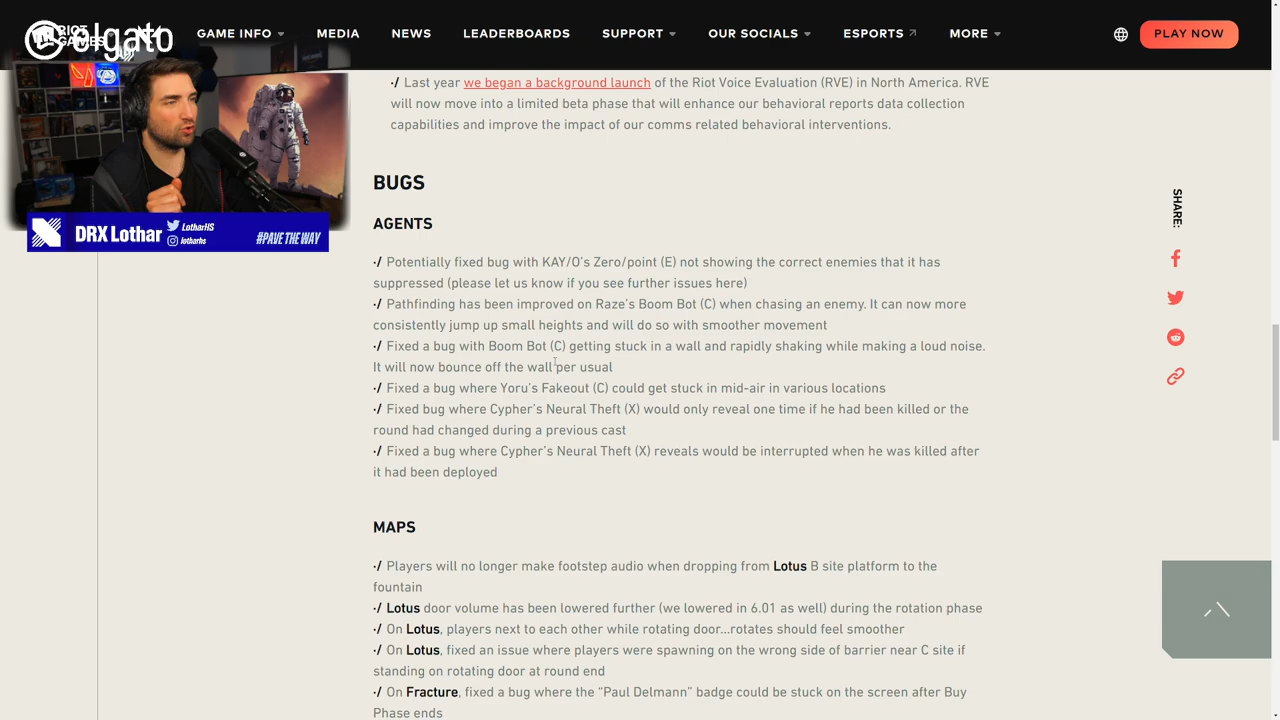 RIOT GAMES
elgato
GAME INFO
MEDIA
NEWS
LEADERBOARDS
SUPPORT
OUR SOCIALS
ESPORTS
MORE
PLAY NOW
·/ Last year we began a background launch of the Riot Voice Evaluation (RVE) in North America. RVE
will now move into a limited beta phase that will enhance our behavioral reports data collection
capabilities and improve the impact of our comms related behavioral interventions.
DRX Lothar
LotharHS
lotharhs
#PAVE THE WAY
BUGS
AGENTS
·/ Potentially fixed bug with KAY/O's Zero/point (E) not showing the correct enemies that it has
suppressed (please let us know if you see further issues here)
·/ Pathfinding has been improved on Raze's Boom Bot (C) when chasing an enemy. It can now more
consistently jump up small heights and will do so with smoother movement
·/ Fixed a bug with Boom Bot (C) getting stuck in a wall and rapidly shaking while making a loud noise.
It will now bounce off the wall per usual
·/ Fixed a bug where Yoru's Fakeout (C) could get stuck in mid-air in various locations
·/ Fixed bug where Cypher's Neural Theft (X) would only reveal one time if he had been killed or the
round had changed during a previous cast
·/ Fixed a bug where Cypher's Neural Theft (X) reveals would be interrupted when he was killed after
it had been deployed
MAPS
·/ Players will no longer make footstep audio when dropping from Lotus B site platform to the
fountain
·/ Lotus door volume has been lowered further (we lowered in 6.01 as well) during the rotation phase
·/ On Lotus, players next to each other while rotating door...rotates should feel smoother
·/ On Lotus, fixed an issue where players were spawning on the wrong side of barrier near C site if
standing on rotating door at round end
·/ On Fracture, fixed a bug where the “Paul Delmann” badge could be stuck on the screen after Buy
Phase ends
SHARE: